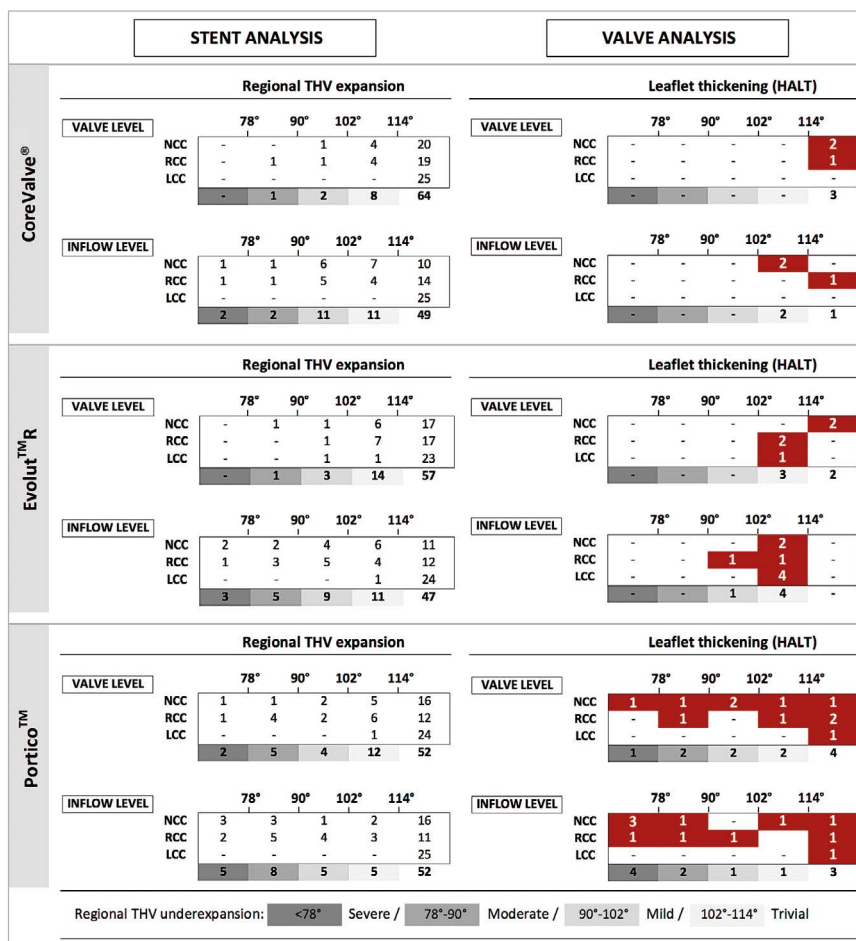 STENT ANALYSIS VALVE ANALYSIS
CoreValve®
Regional THV expansion Leaflet thickening (HALT)
VALVE LEVEL 78° 90° 102° 114° VALVE LEVEL 78° 90° 102° 114°
NCC - - 1 4 20 NCC - - - - 2
RCC - 1 1 4 19 RCC - - - - 1
LCC - - - - 25 LCC - - - - -
- 1 2 8 64 - - - - 3
INFLOW LEVEL 78° 90° 102° 114° INFLOW LEVEL 78° 90° 102° 114°
NCC 1 1 6 7 10 NCC - - - 2 -
RCC 1 1 5 4 14 RCC - - - - 1
LCC - - - - 25 LCC - - - - -
2 2 11 11 49 - - - 2 1
Evolut™R
Regional THV expansion Leaflet thickening (HALT)
VALVE LEVEL 78° 90° 102° 114° VALVE LEVEL 78° 90° 102° 114°
NCC - 1 1 6 17 NCC - - - - 2
RCC - - 1 7 17 RCC - - - 2 -
LCC - - 1 1 23 LCC - - - 1 -
- 1 3 14 57 - - - 3 2
INFLOW LEVEL 78° 90° 102° 114° INFLOW LEVEL 78° 90° 102° 114°
NCC 2 2 4 6 11 NCC - - - 2 -
RCC 1 3 5 4 12 RCC - - 1 1 -
LCC - - - 1 24 LCC - - - 4 -
3 5 9 11 47 - - 1 4 -
Portico™
Regional THV expansion Leaflet thickening (HALT)
VALVE LEVEL 78° 90° 102° 114° VALVE LEVEL 78° 90° 102° 114°
NCC 1 1 2 5 16 NCC 1 1 2 1 1
RCC 1 4 2 6 12 RCC - 1 - 1 2
LCC - - - 1 24 LCC - - - - 1
2 5 4 12 52 1 2 2 2 4
INFLOW LEVEL 78° 90° 102° 114° INFLOW LEVEL 78° 90° 102° 114°
NCC 3 3 1 2 16 NCC 3 1 - 1 1
RCC 2 5 4 3 11 RCC 1 1 1 1
LCC - - - - 25 LCC - - - - 1
5 8 5 5 52 4 2 1 1 3
Regional THV underexpansion: <78° Severe / 78°-90° Moderate / 90°-102° Mild / 102°-114° Trivial